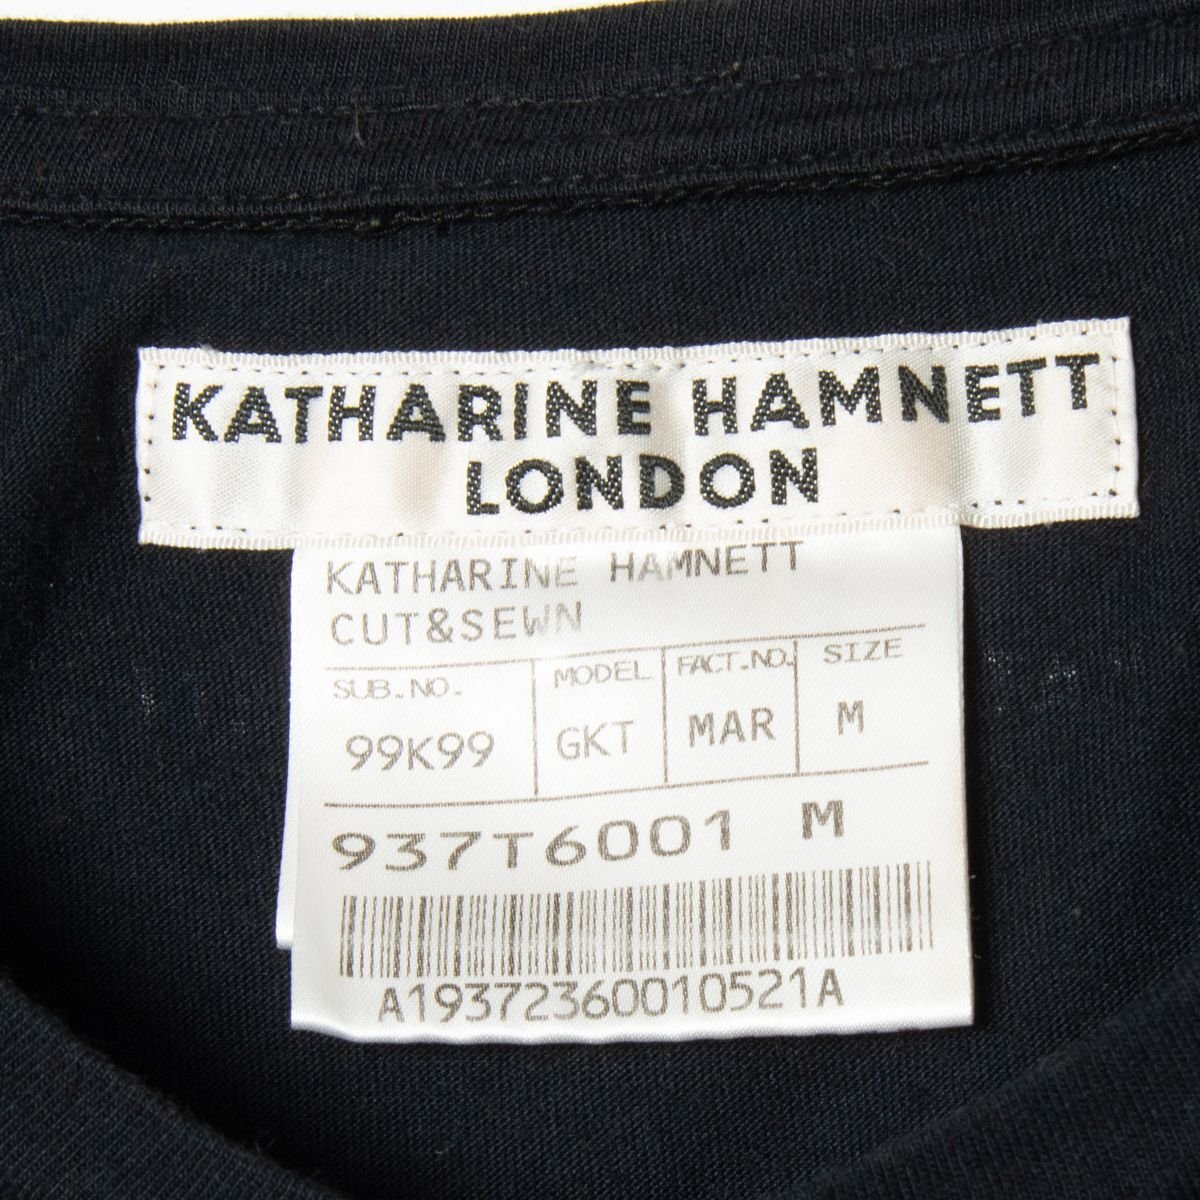 KATHARINE HAMNETT
LONDON
KATHARINE HAMNETT
CUT&SEWN
SUB.NO. MODEL FACT.NO. SIZE
99K99 GKT MAR M
937T6001 M
A19372360010521A